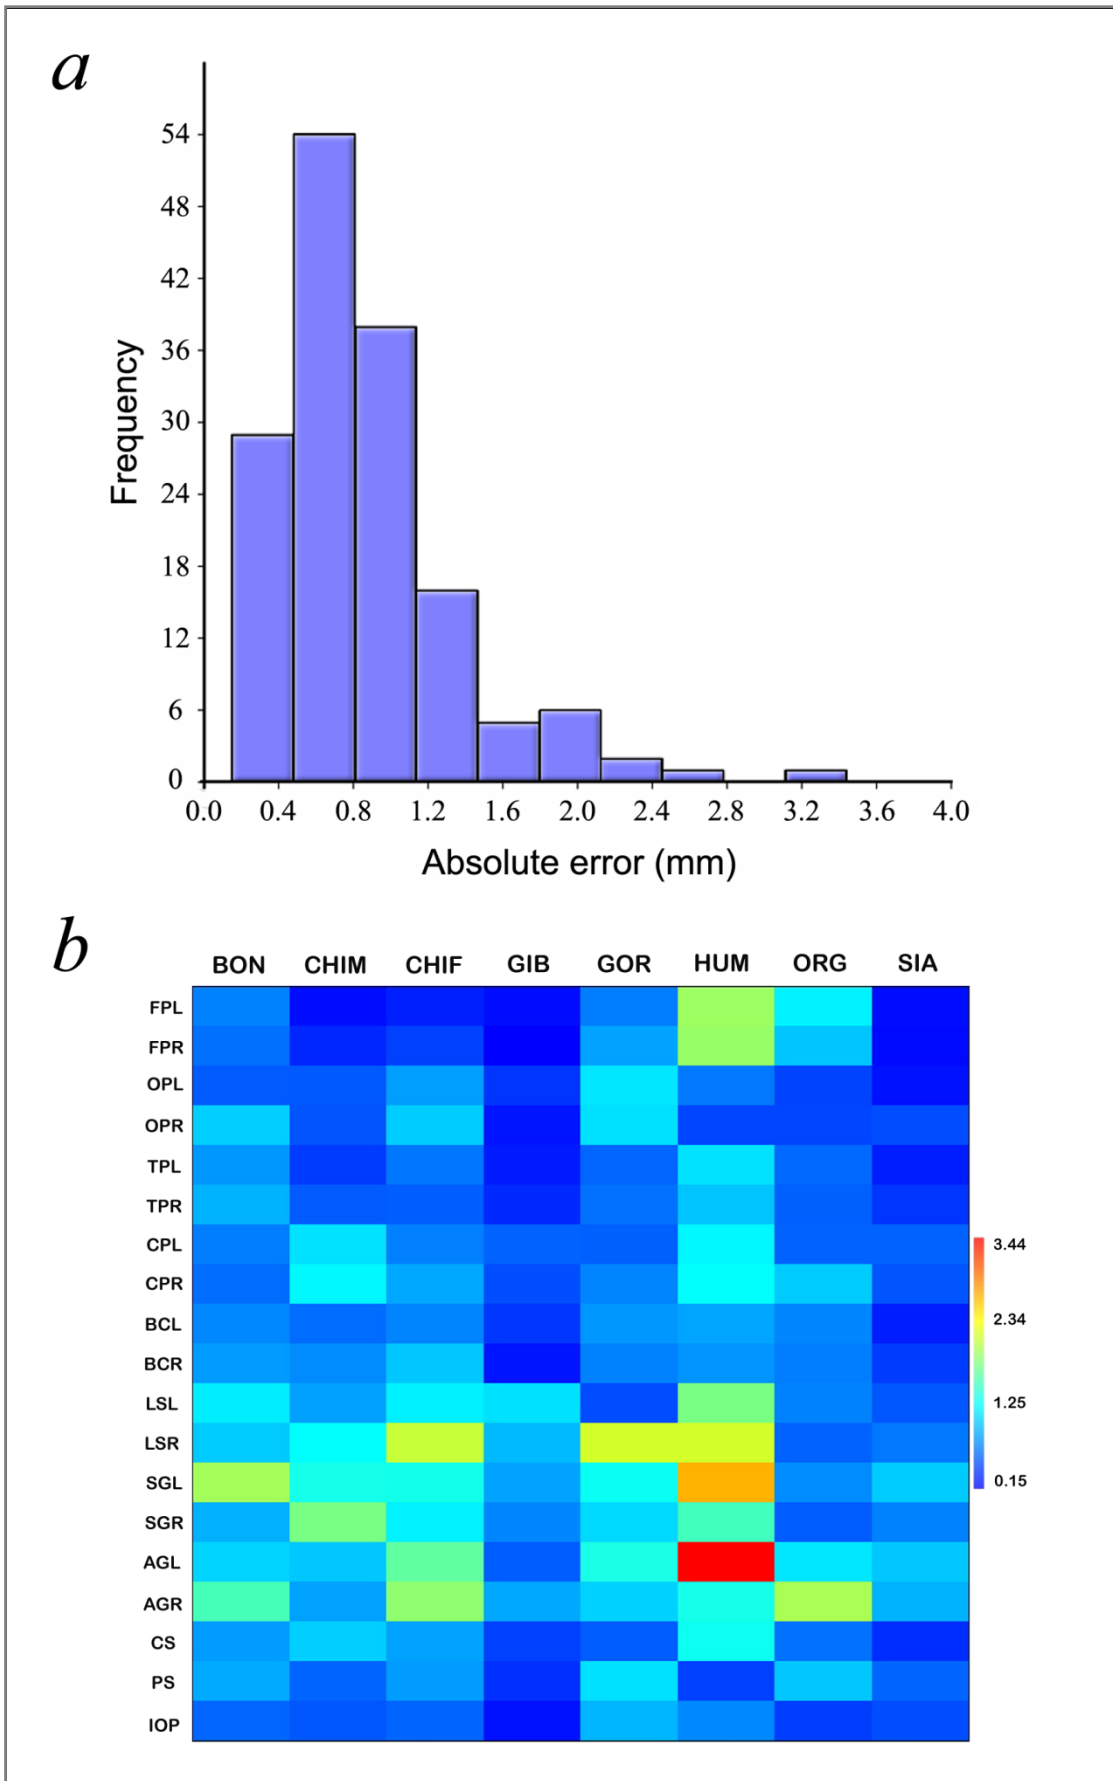 a
54
48
42
36
30
24
18
12
6
0
Frequency
0.0 0.4 0.8 1.2 1.6 2.0 2.4 2.8 3.2 3.6 4.0
Absolute error (mm)
b
BON CHIM CHIF GIB GOR HUM ORG SIA
FPL
FPR
OPL
OPR
TPL
TPR
CPL
CPR
BCL
BCR
LSL
LSR
SGL
SGR
AGL
AGR
CS
PS
IOP
3.44
2.34
1.25
0.15